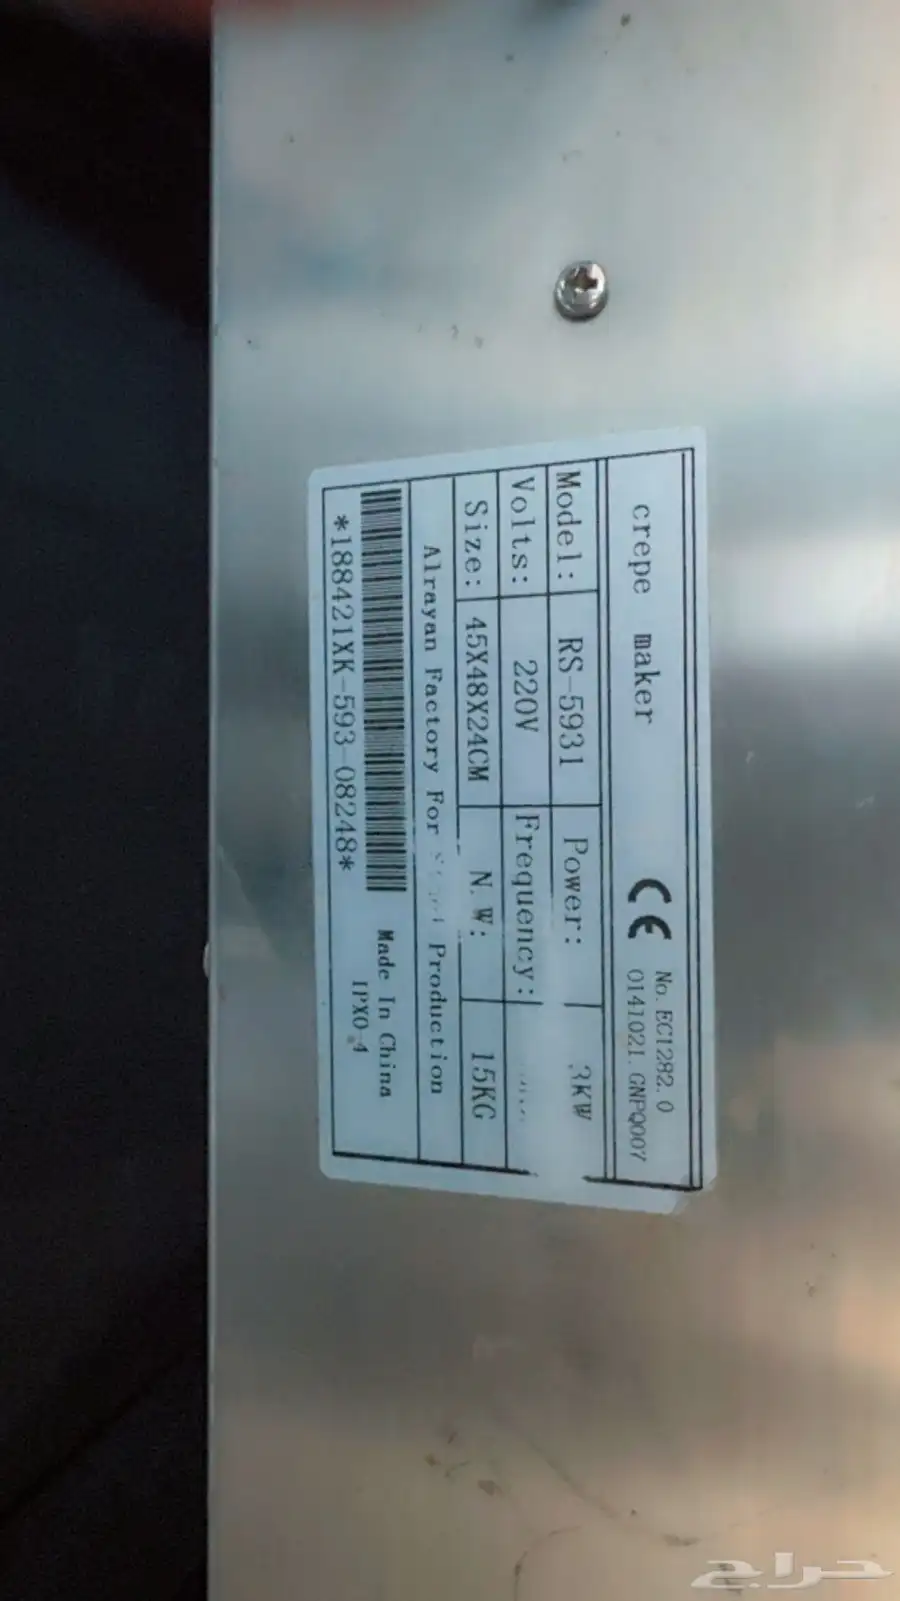 crepe maker
CE No. EC1282.0
0141021.GNPQ007
Model: RS-5931 Power: 3KW
Volts: 220V Frequency:
Size: 45X48X24CM N.W: 15KG
Alrayan Factory For Production
Made In China
*188421XK-593-08248*
IPX0-4
حراج